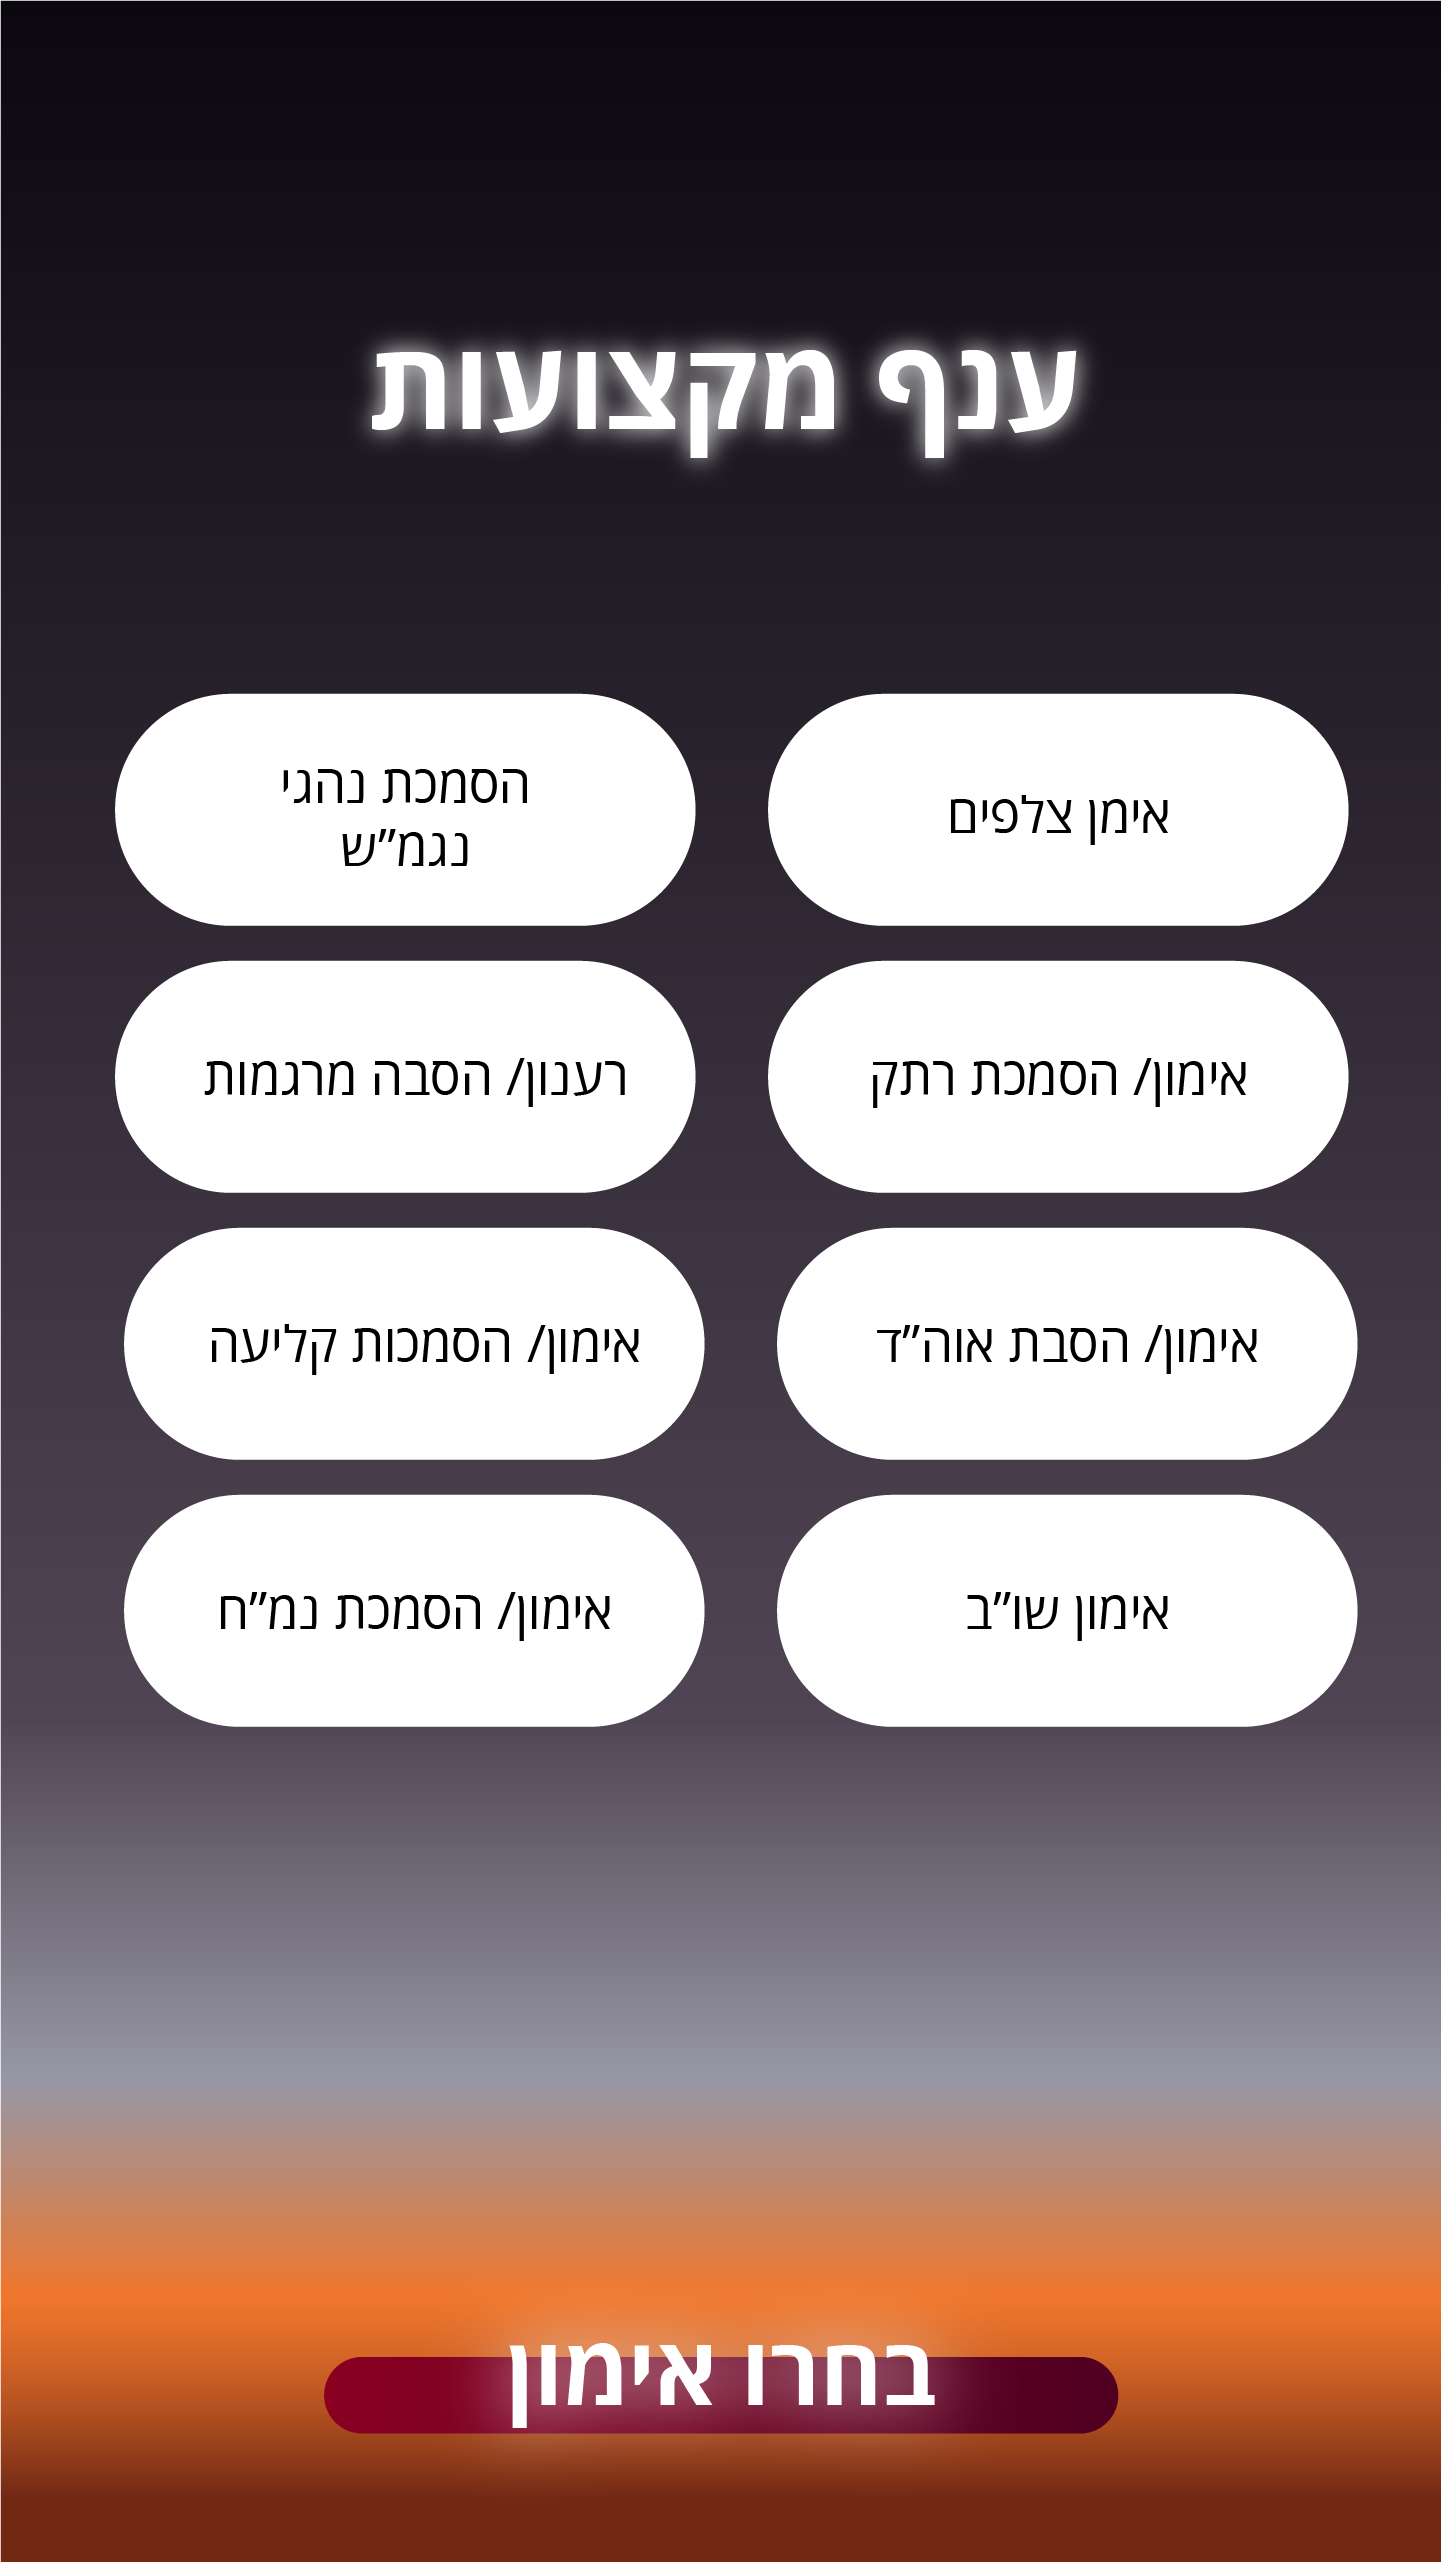 ענף מקצועות
אימן צלפים
הסמכת נהגי
נגמ״ש
אימון/ הסמכת רתק
רענון/ הסבה מרגמות
אימון/ הסבת אוה״ד
אימון/ הסמכות קליעה
אימון שו״ב
אימון/ הסמכת נמ״ח
בחרו אימון